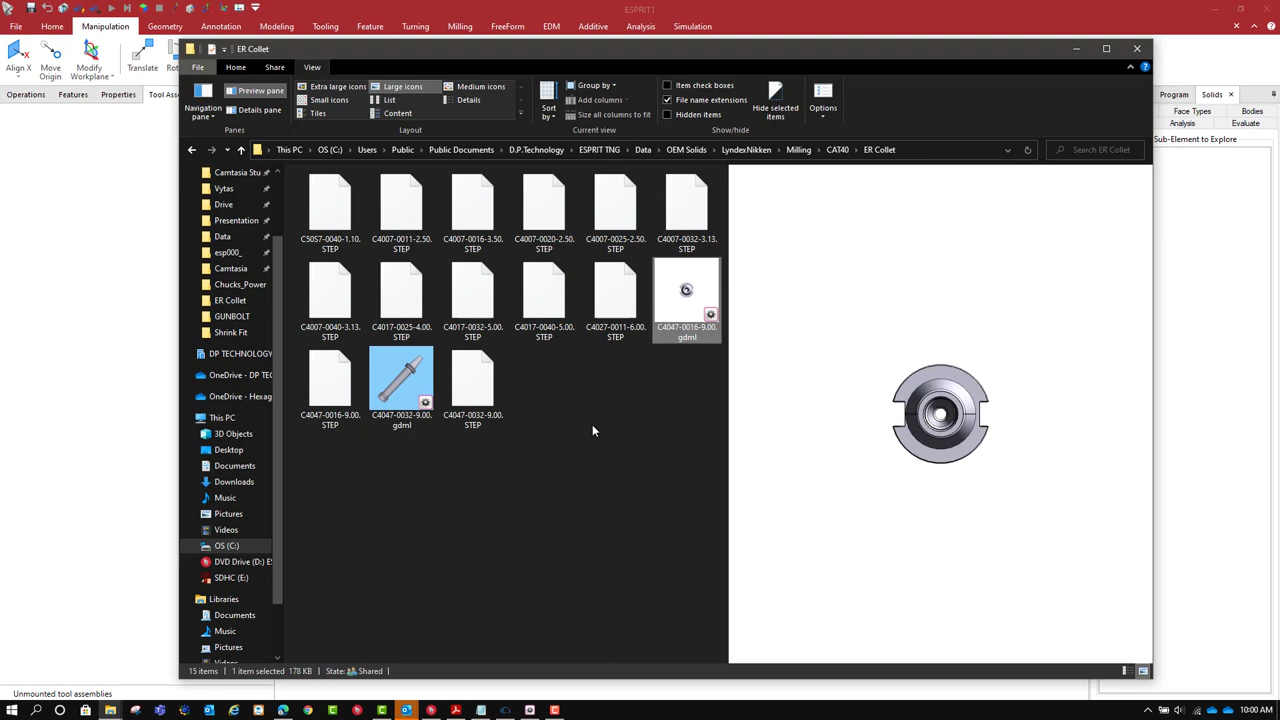 ESPRIT1
File Home Manipulation Geometry Annotation Modeling Tooling Feature Turning Milling FreeForm EDM Additive Analysis Simulation
Align X Move Origin Modify Workplane Translate
Operations Features Properties
Program Solids
Face Types Bodies
Analysis Evaluate
Sub-Element to Explore
ER Collet
File Home Share View
Navigation pane
Preview pane
Details pane
Panes
Extra large icons Large icons Medium icons
Small icons List Details
Tiles Content
Layout
Sort by
Group by
Add columns
Size all columns to fit
Current view
Item check boxes
File name extensions
Hidden items
Hide selected items
Show/hide
Options
This PC OS (C:) Users Public Public Documents D.P.Technology ESPRIT TNG Data OEM Solids LyndexNikken Milling CAT40 ER Collet
Search ER Collet
Camtasia Stu
Vytas
Drive
Presentation
Data
esp000_
Camtasia
Chucks_Power
ER Collet
GUNBOLT
Shrink Fit
DP TECHNOLOGY
OneDrive - DP TE
OneDrive - Hexag
This PC
3D Objects
Desktop
Documents
Downloads
Music
Pictures
Videos
OS (C:)
DVD Drive (D:) ES
SDHC (E:)
Libraries
Documents
Music
Pictures
Videos
C50S7-0040-1.10.STEP
C4007-0011-2.50.STEP
C4007-0016-3.50.STEP
C4007-0020-2.50.STEP
C4007-0025-2.50.STEP
C4007-0032-3.13.STEP
C4007-0040-3.13.STEP
C4017-0025-4.00.STEP
C4017-0032-5.00.STEP
C4017-0040-5.00.STEP
C4027-0011-6.00.STEP
C4047-0016-9.00.gdml
C4047-0016-9.00.STEP
C4047-0032-9.00.gdml
C4047-0032-9.00.STEP
15 items 1 item selected 178 KB State: Shared
Unmounted tool assemblies
10:00 AM